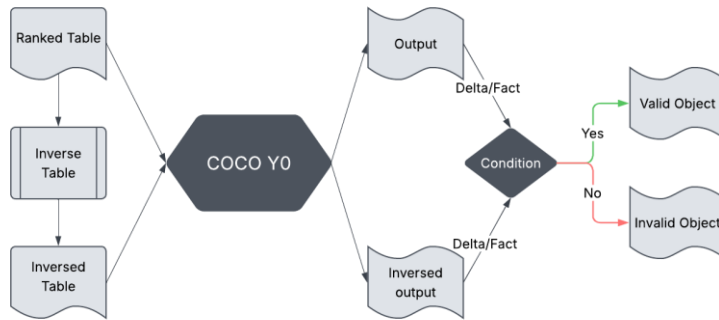 Ranked Table
Inverse
Table
Inversed
Table
COCO Y0
Output
Delta/Fact
Condition
Delta/Fact
Inversed
output
Yes
No
Valid Object
Invalid Object